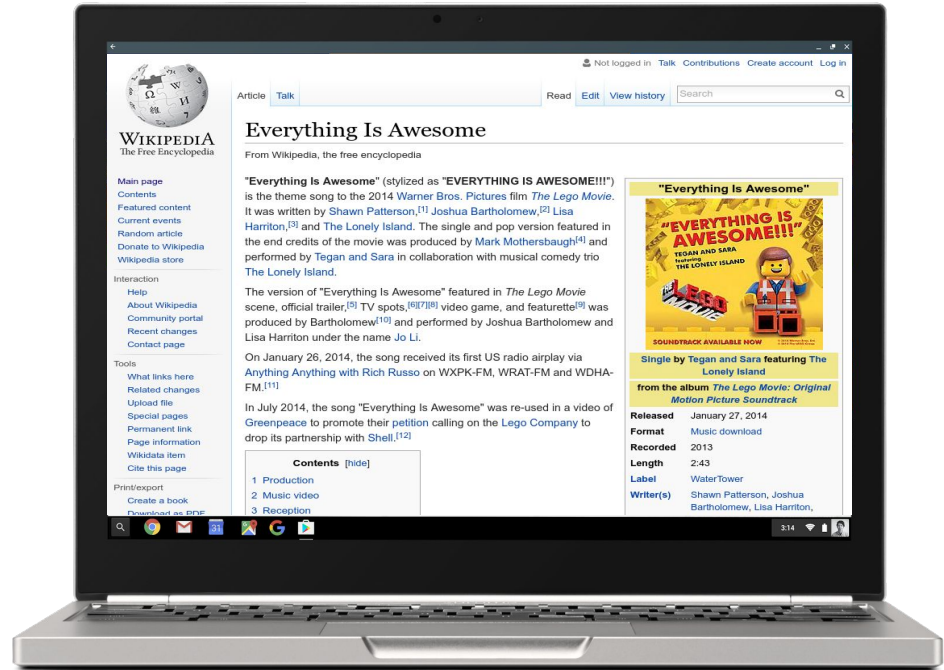 Not logged in Talk Contributions Create account Log in
Article Talk
Read Edit View history
Search
WIKIPEDIA
The Free Encyclopedia
Main page
Contents
Featured content
Current events
Random article
Donate to Wikipedia
Wikipedia store
Interaction
Help
About Wikipedia
Community portal
Recent changes
Contact page
Tools
What links here
Related changes
Upload file
Special pages
Permanent link
Page information
Wikidata item
Cite this page
Print/export
Create a book
Download as PDF
Everything Is Awesome
From Wikipedia, the free encyclopedia
"Everything Is Awesome" (stylized as "EVERYTHING IS AWESOME!!!")
is the theme song to the 2014 Warner Bros. Pictures film The Lego Movie.
It was written by Shawn Patterson,[1] Joshua Bartholomew,[2] Lisa
Harriton,[3] and The Lonely Island. The single and pop version featured in
the end credits of the movie was produced by Mark Mothersbaugh[4] and
performed by Tegan and Sara in collaboration with musical comedy trio
The Lonely Island.
The version of "Everything Is Awesome" featured in The Lego Movie
scene, official trailer,[5] TV spots,[6][7][8] video game, and featurette[9] was
produced by Bartholomew[10] and performed by Joshua Bartholomew and
Lisa Harriton under the name Jo Li.
On January 26, 2014, the song received its first US radio airplay via
Anything Anything with Rich Russo on WXPK-FM, WRAT-FM and WDHA-
FM.[11]
In July 2014, the song "Everything Is Awesome" was re-used in a video of
Greenpeace to promote their petition calling on the Lego Company to
drop its partnership with Shell.[12]
Contents [hide]
1 Production
2 Music video
3 Reception
"Everything Is Awesome"
"EVERYTHING IS
AWESOME!!!"
TEGAN AND SARA
featuring
THE LONELY ISLAND
THE LEGO MOVIE
SOUNDTRACK AVAILABLE NOW
Single by Tegan and Sara featuring The
Lonely Island
from the album The Lego Movie: Original
Motion Picture Soundtrack
Released January 27, 2014
Format Music download
Recorded 2013
Length 2:43
Label WaterTower
Writer(s) Shawn Patterson, Joshua
Bartholomew, Lisa Harriton,
31
3:14